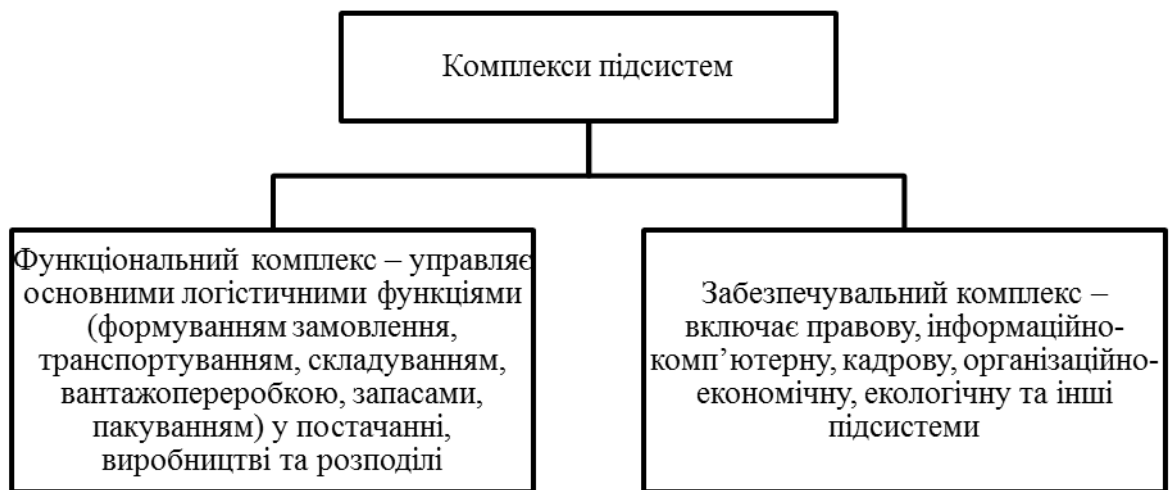 Комплекси підсистем
Функціональний комплекс – управляє
основними логістичними функціями
(формуванням замовлення,
транспортуванням, складуванням,
вантажопереробкою, запасами,
пакуванням) у постачанні,
виробництві та розподілі
Забезпечувальний комплекс –
включає правову, інформаційно-
комп’ютерну, кадрову, організаційно-
економічну, екологічну та інші
підсистеми